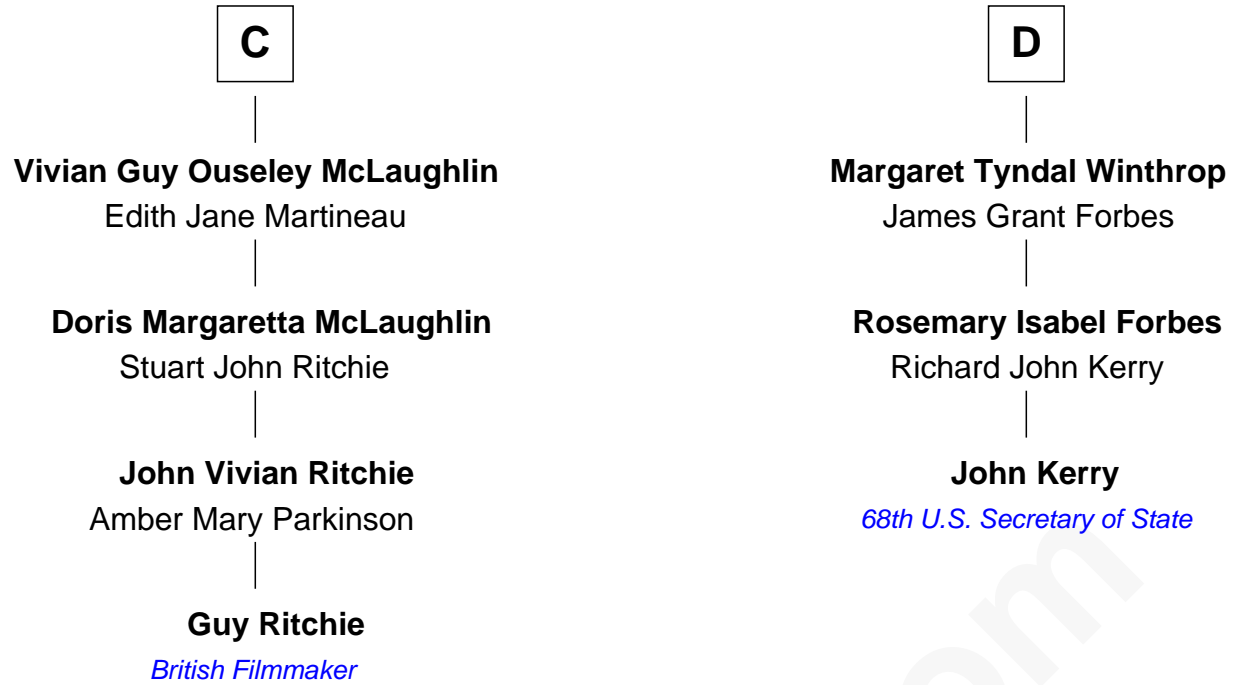 C
Vivian Guy Ouseley McLaughlin
Edith Jane Martineau
Doris Margaretta McLaughlin
Stuart John Ritchie
John Vivian Ritchie
Amber Mary Parkinson
Guy Ritchie
British Filmmaker
D
Margaret Tyndal Winthrop
James Grant Forbes
Rosemary Isabel Forbes
Richard John Kerry
John Kerry
68th U.S. Secretary of State
om